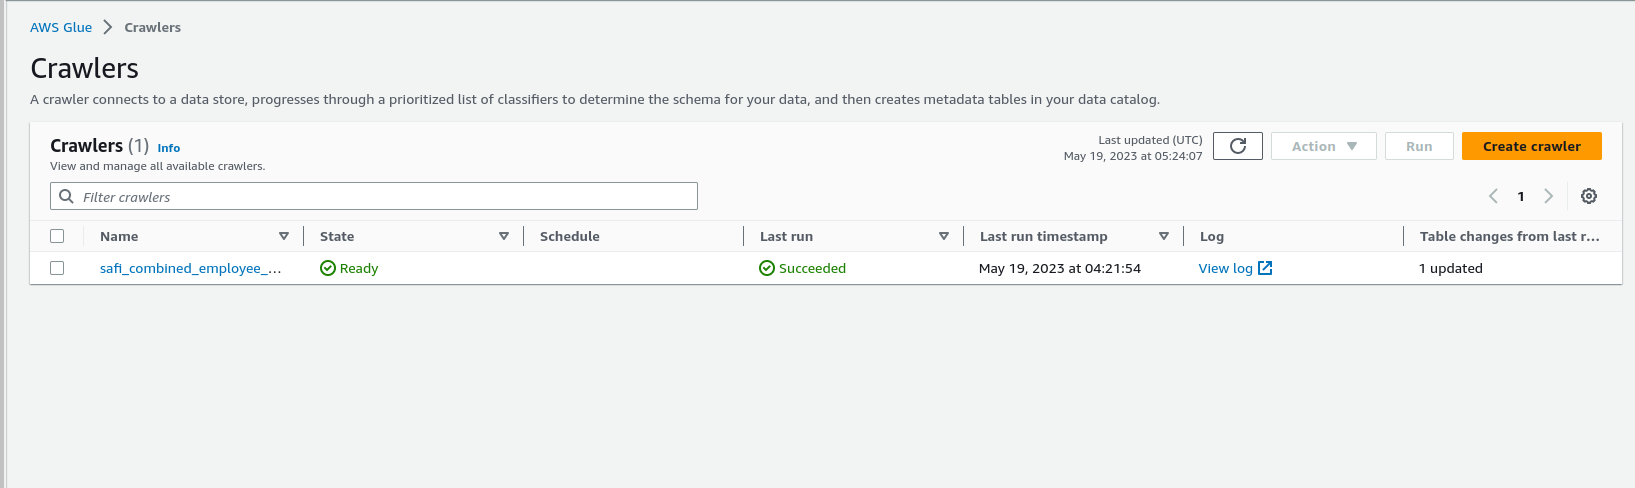 AWS Glue > Crawlers
Crawlers
A crawler connects to a data store, progresses through a prioritized list of classifiers to determine the schema for your data, and then creates metadata tables in your data catalog.
Crawlers (1) Info
View and manage all available crawlers.
Last updated (UTC)
May 19, 2023 at 05:24:07
Action
Run
Create crawler
Filter crawlers
1
Name State Schedule Last run Last run timestamp Log Table changes from last r...
safi_combined_employee_... Ready Succeeded May 19, 2023 at 04:21:54 View log 1 updated